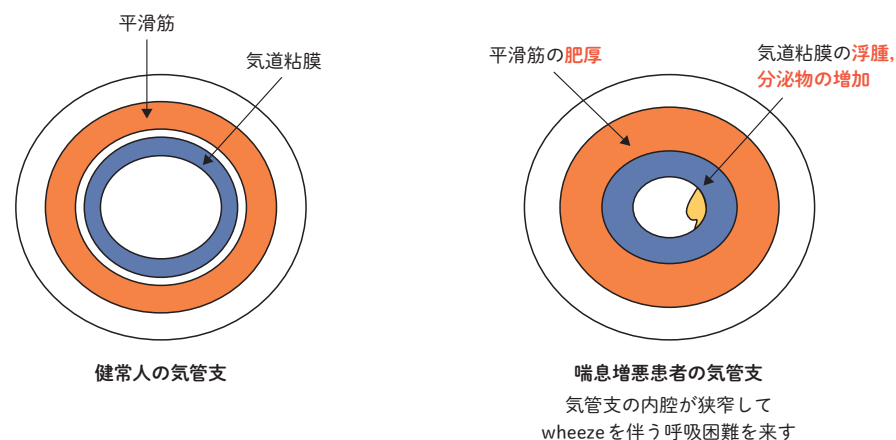 平滑筋
気道粘膜
健常人の気管支
平滑筋の肥厚
気道粘膜の浮腫,
分泌物の増加
喘息増悪患者の気管支
気管支の内腔が狭窄して
wheezeを伴う呼吸困難を来す